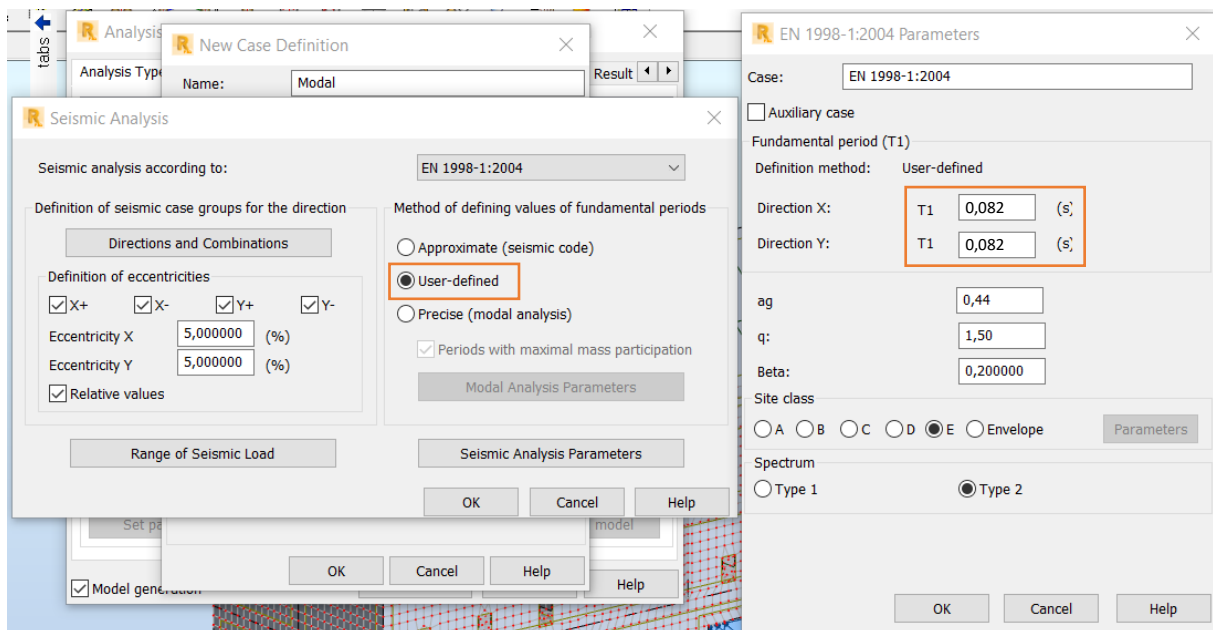 tabs
Analysis
New Case Definition
Analysis Type
Name:
Modal
Result
Seismic Analysis
Seismic analysis according to:
EN 1998-1:2004
Definition of seismic case groups for the direction
Directions and Combinations
Definition of eccentricities
X+ X- Y+ Y-
Eccentricity X 5,000000 (%)
Eccentricity Y 5,000000 (%)
Relative values
Method of defining values of fundamental periods
Approximate (seismic code)
User-defined
Precise (modal analysis)
Periods with maximal mass participation
Modal Analysis Parameters
Range of Seismic Load
Seismic Analysis Parameters
OK Cancel Help
Set pa
model
OK Cancel Help
Model generation
Help
EN 1998-1:2004 Parameters
Case: EN 1998-1:2004
Auxiliary case
Fundamental period (T1)
Definition method: User-defined
Direction X: T1 0,082 (s)
Direction Y: T1 0,082 (s)
ag 0,44
q: 1,50
Beta: 0,200000
Site class
A B C D E Envelope Parameters
Spectrum
Type 1 Type 2
OK Cancel Help